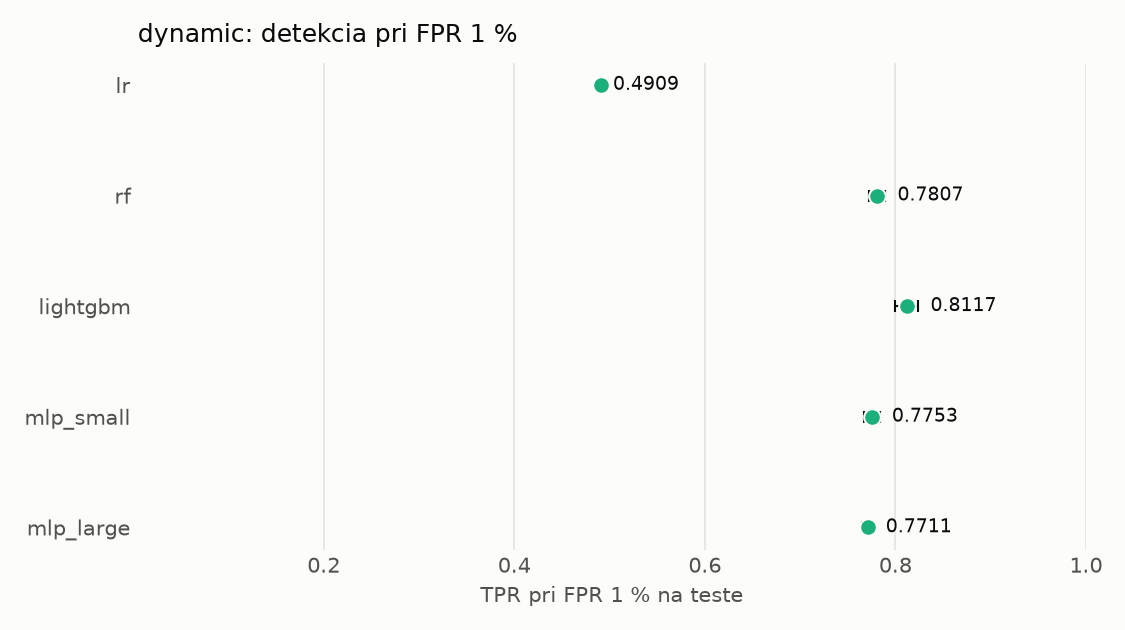 dynamic: detekcia pri FPR 1 %
lr
0.4909
rf
0.7807
lightgbm
0.8117
mlp_small
0.7753
mlp_large
0.7711
0.2
0.4
0.6
0.8
1.0
TPR pri FPR 1 % na teste